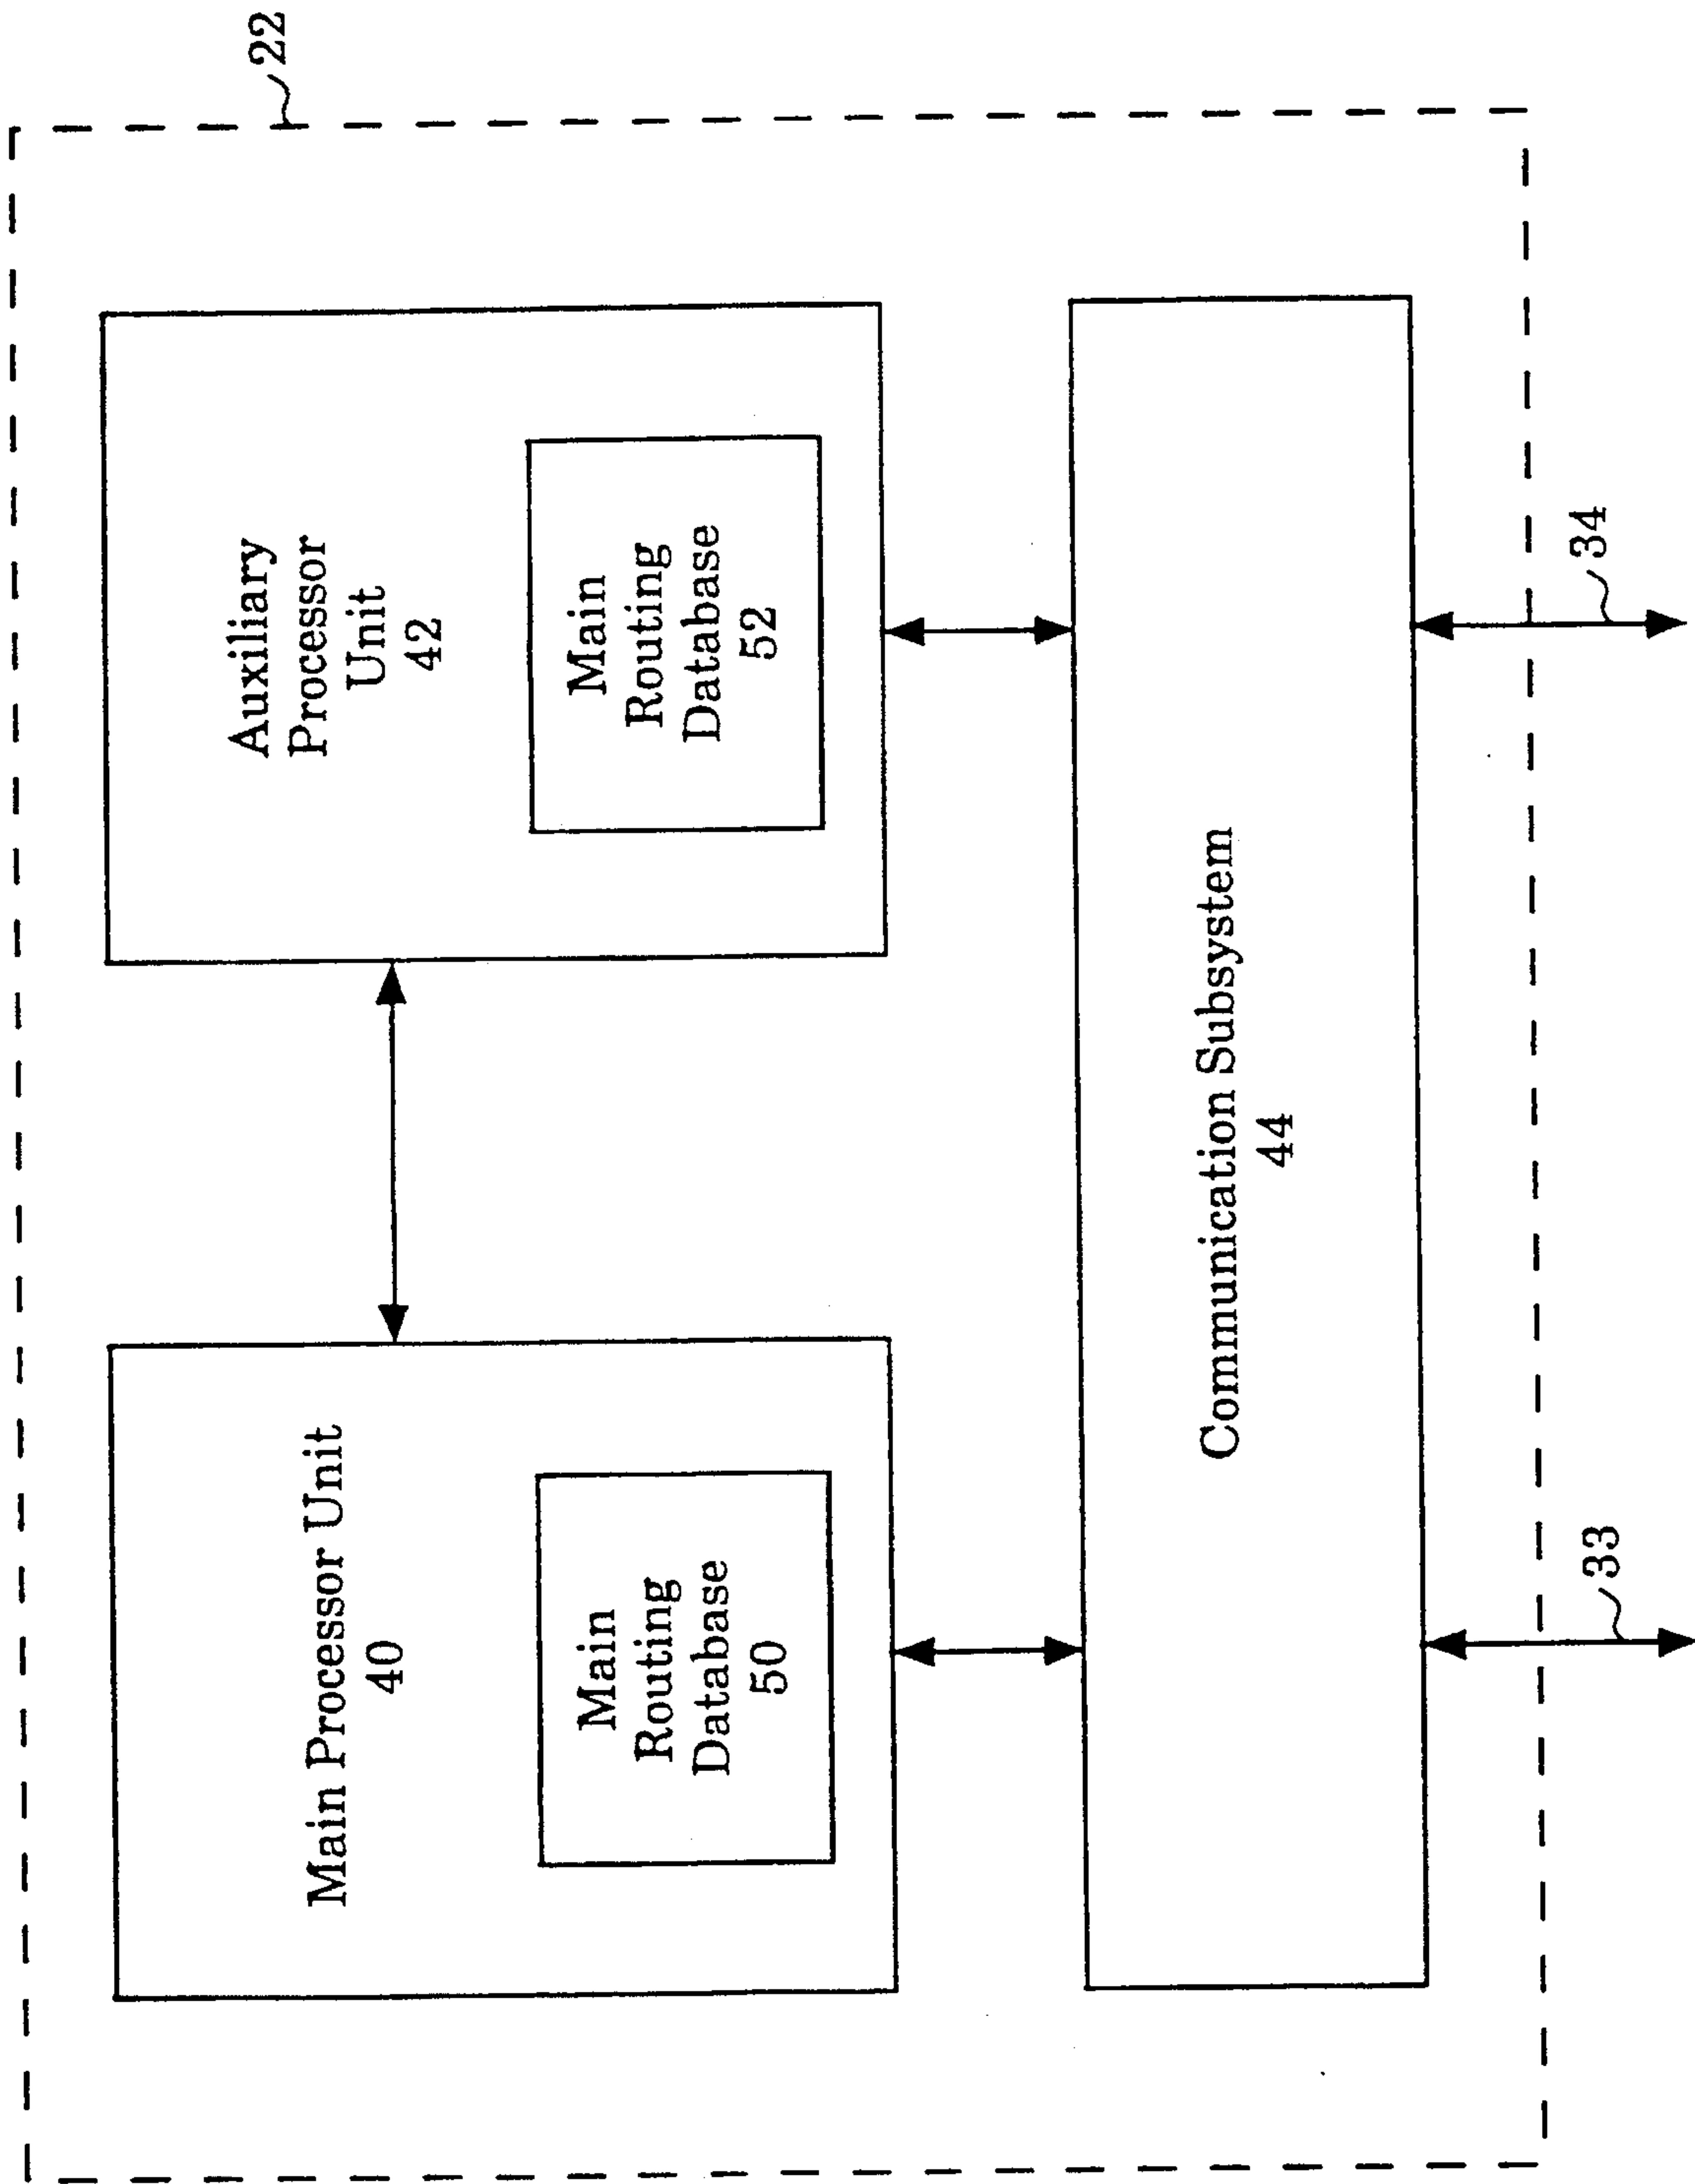 22
Main Processor Unit
40
Main
Routing
Database
50
Auxiliary
Processor
Unit
42
Main
Routing
Database
52
Communication Subsystem
44
33
34